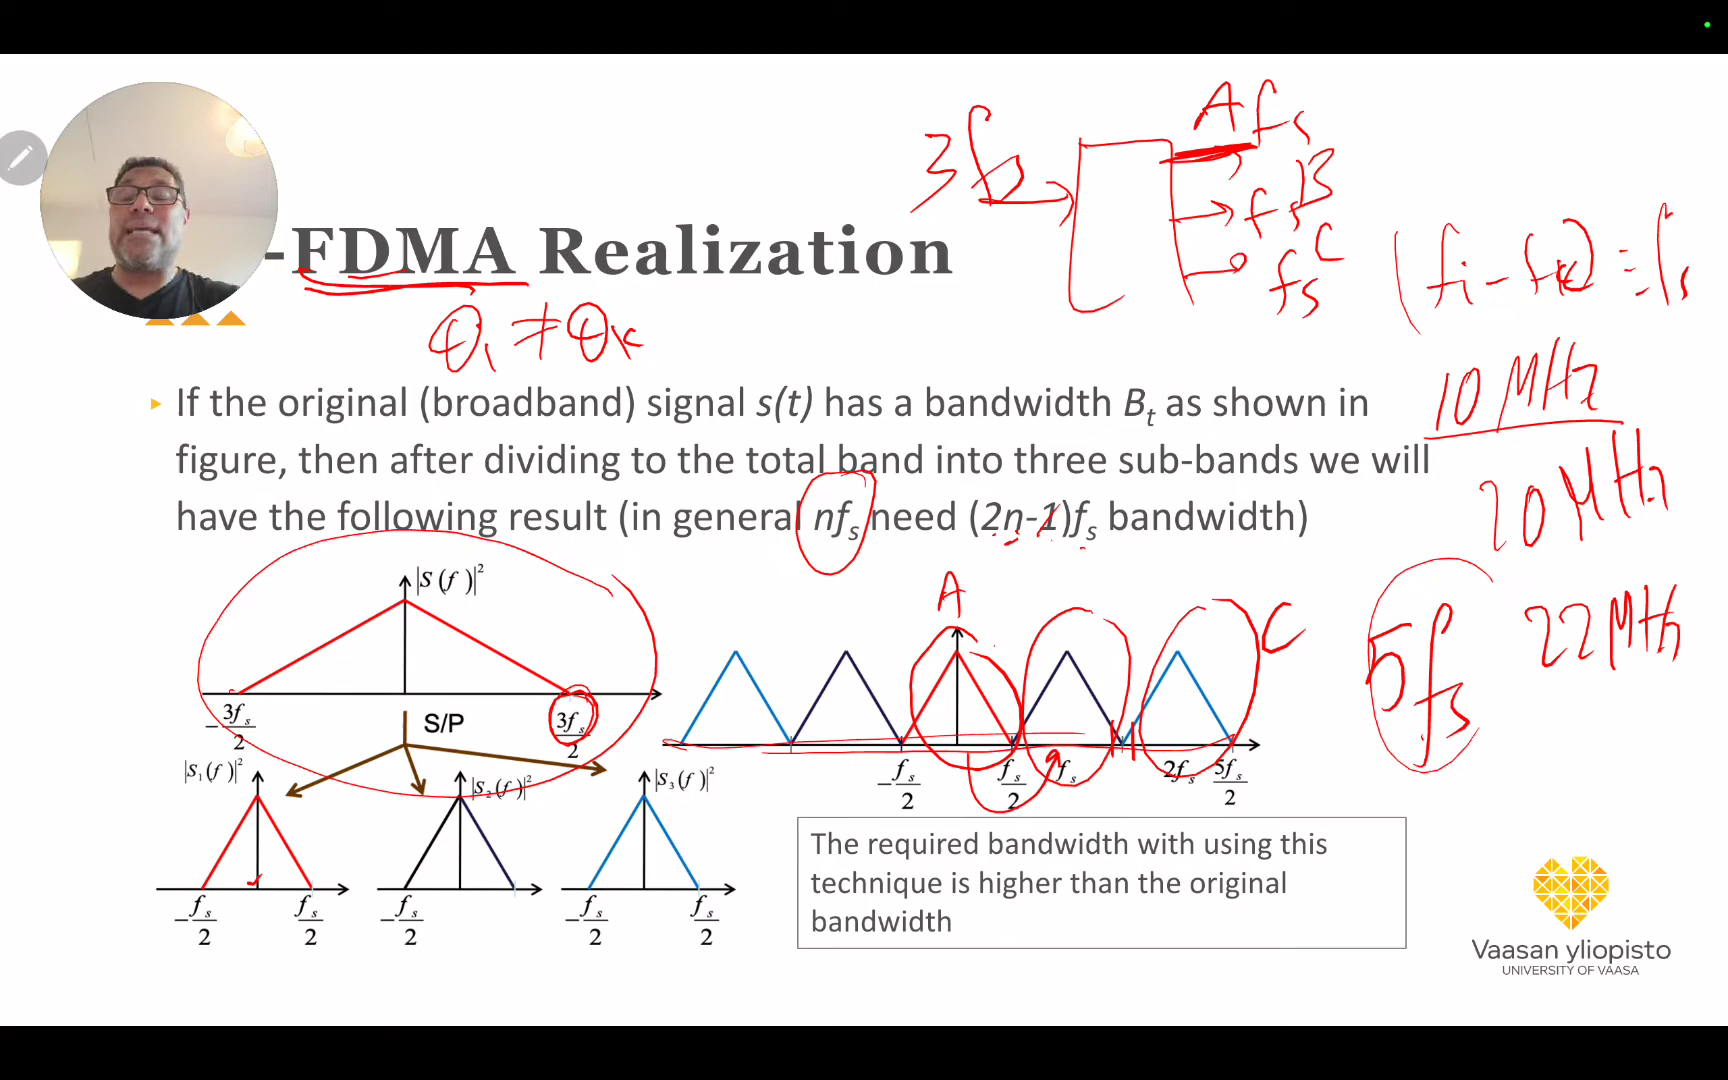 A fs
3fs
B
fs
C
fs
(fi - fk) = fs
-FDMA Realization
θi ≠ θk
10 MHz
20 MHz
22 MHz
5fs
If the original (broadband) signal s(t) has a bandwidth Bt as shown in
figure, then after dividing to the total band into three sub-bands we will
have the following result (in general nfs need (2n-1)fs bandwidth)
|S(f)|²
-3fs/2
3fs/2
S/P
|S1(f)|²
-fs/2
fs/2
|S2(f)|²
-fs/2
|S3(f)|²
-fs/2
fs/2
A
C
-fs/2
fs/2
fs
2fs
5fs/2
The required bandwidth with using this
technique is higher than the original
bandwidth
Vaasan yliopisto
UNIVERSITY OF VAASA